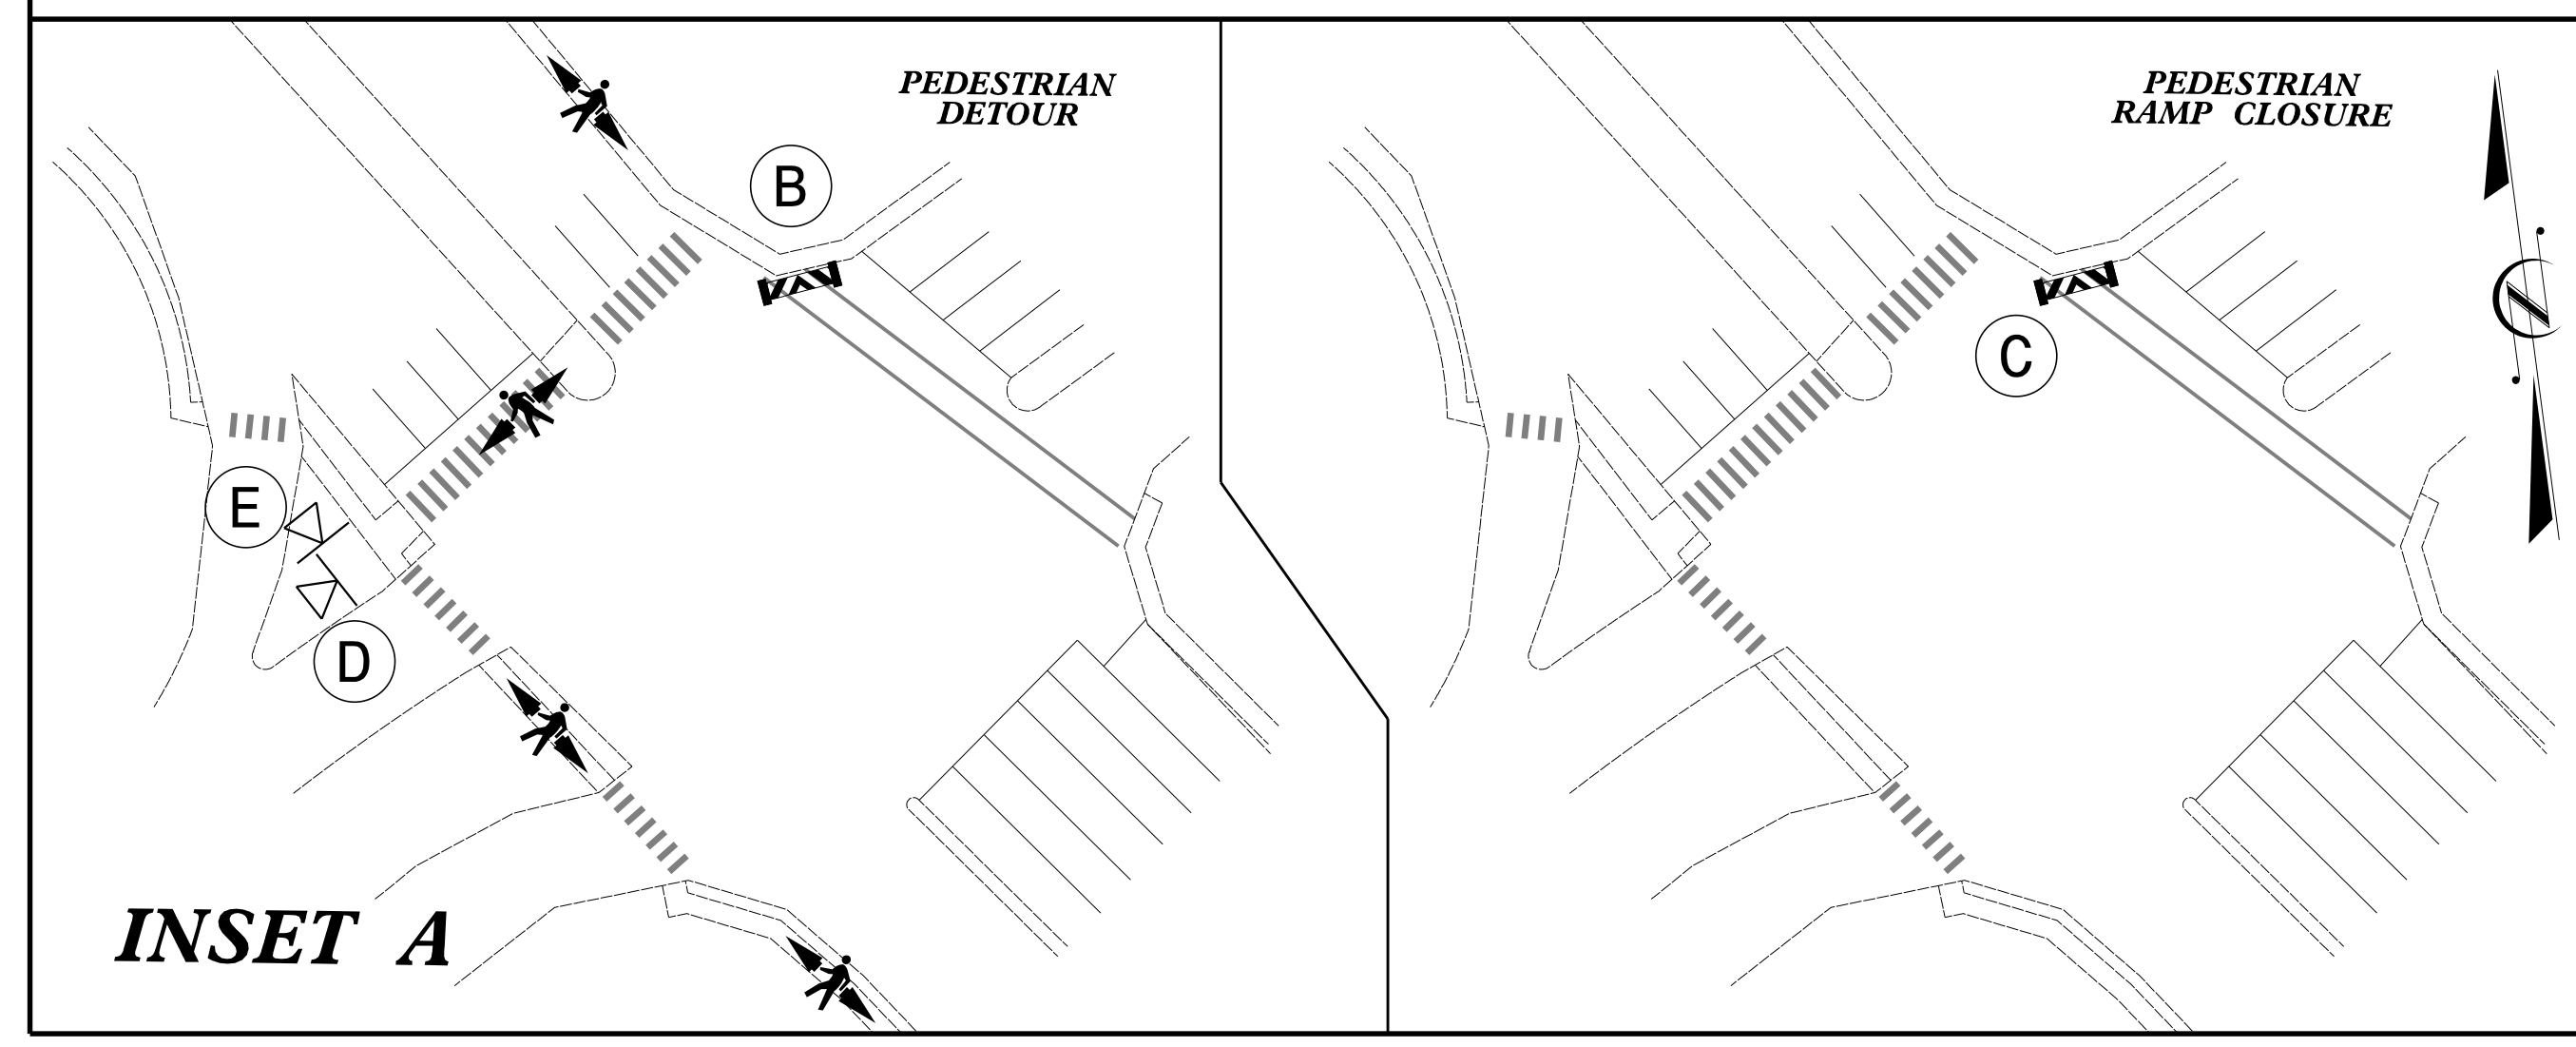 PEDESTRIAN
DETOUR
B
E
D
INSET A
PEDESTRIAN
RAMP CLOSURE
C
N